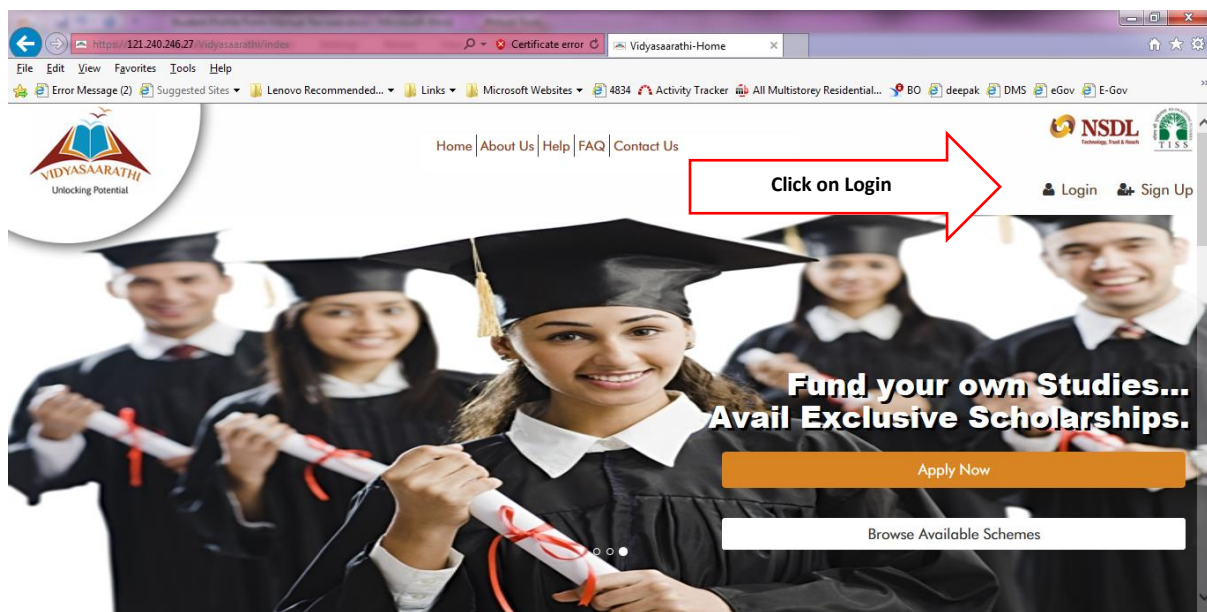 https://121.240.246.27/Vidyasaarathi/index
Certificate error
Vidyasaarathi-Home
File Edit View Favorites Tools Help
Error Message (2) Suggested Sites Lenovo Recommended... Links Microsoft Websites 4834 Activity Tracker All Multistorey Residential... BO deepak DMS eGov E-Gov
VIDYASAARATHI
Unlocking Potential
Home About Us Help FAQ Contact Us
NSDL
Technology, Trust & Reach
TISS
Click on Login
Login Sign Up
Fund your own Studies...
Avail Exclusive Scholarships.
Apply Now
Browse Available Schemes